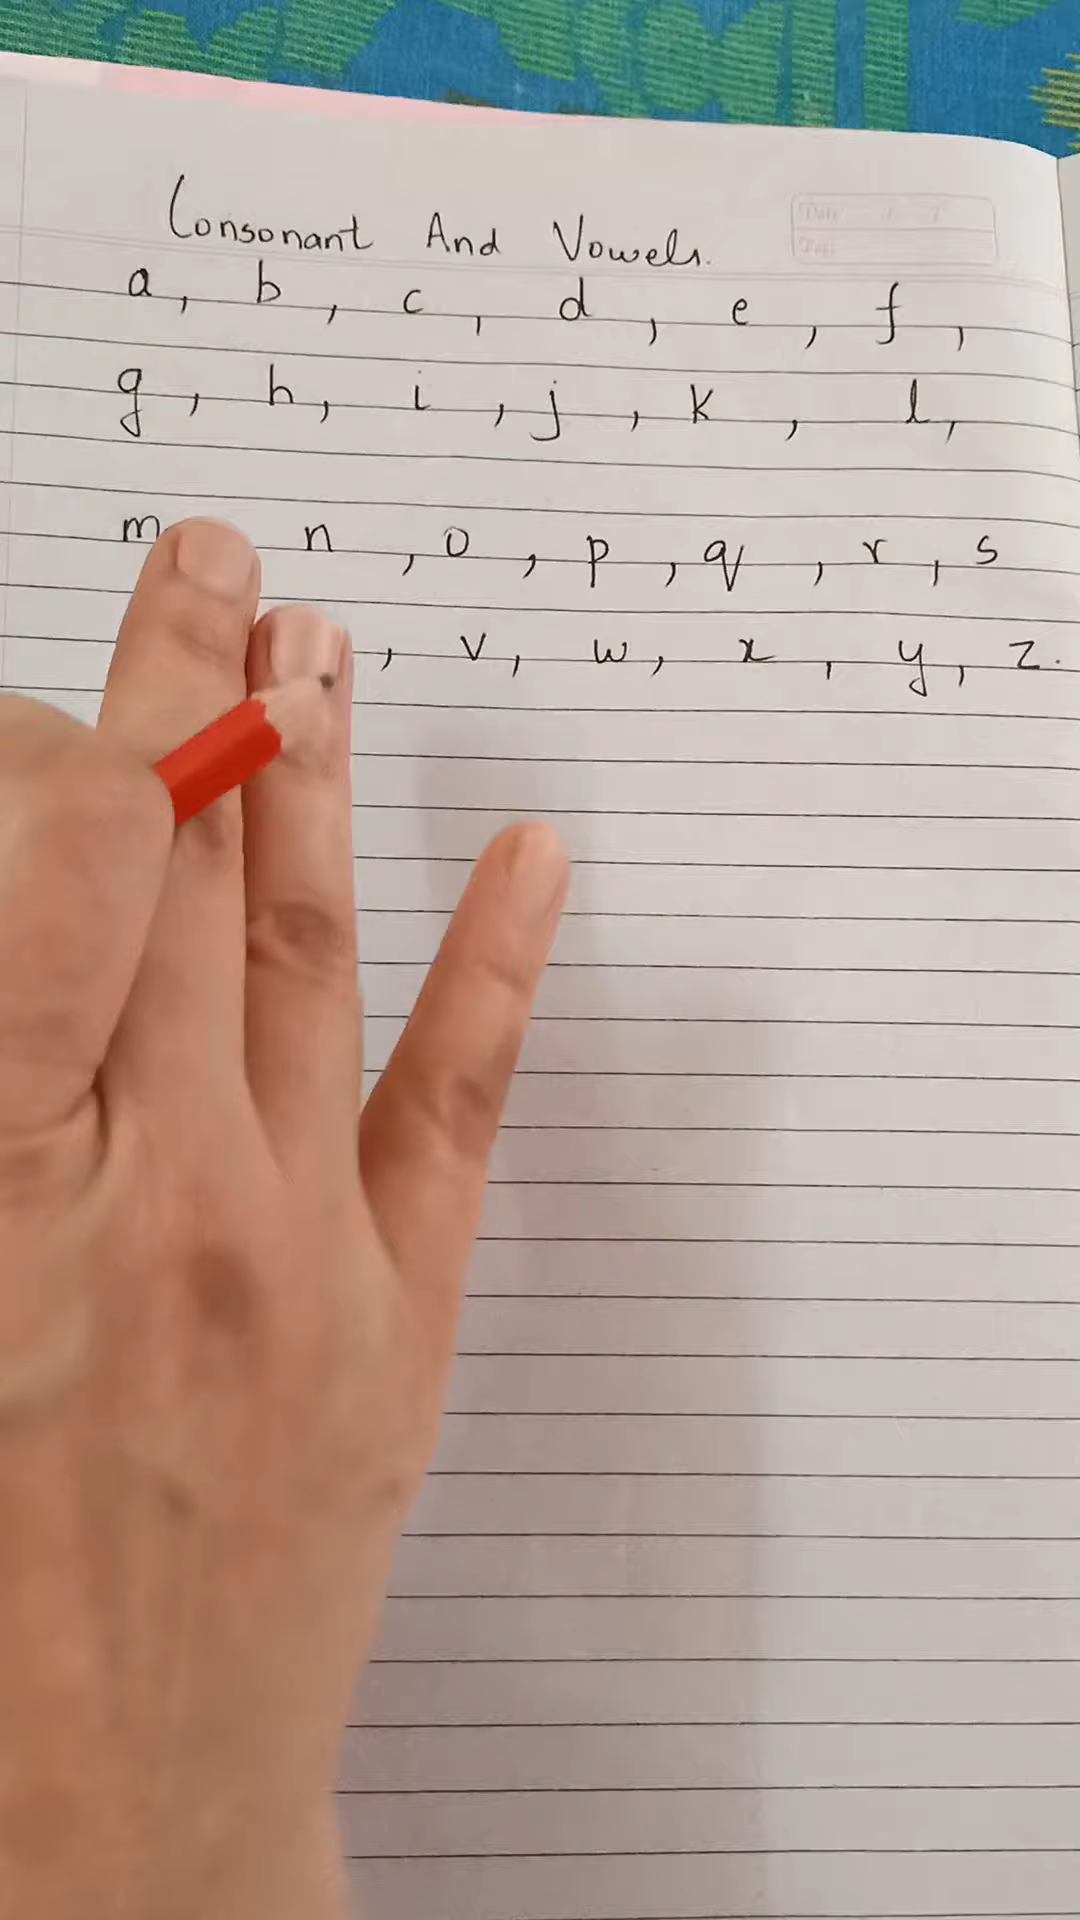 Consonant And Vowels.
a, b, c, d, e, f,
g, h, i, j, k, l,
m n, o, p, q, r, s
, v, w, x, y, z.